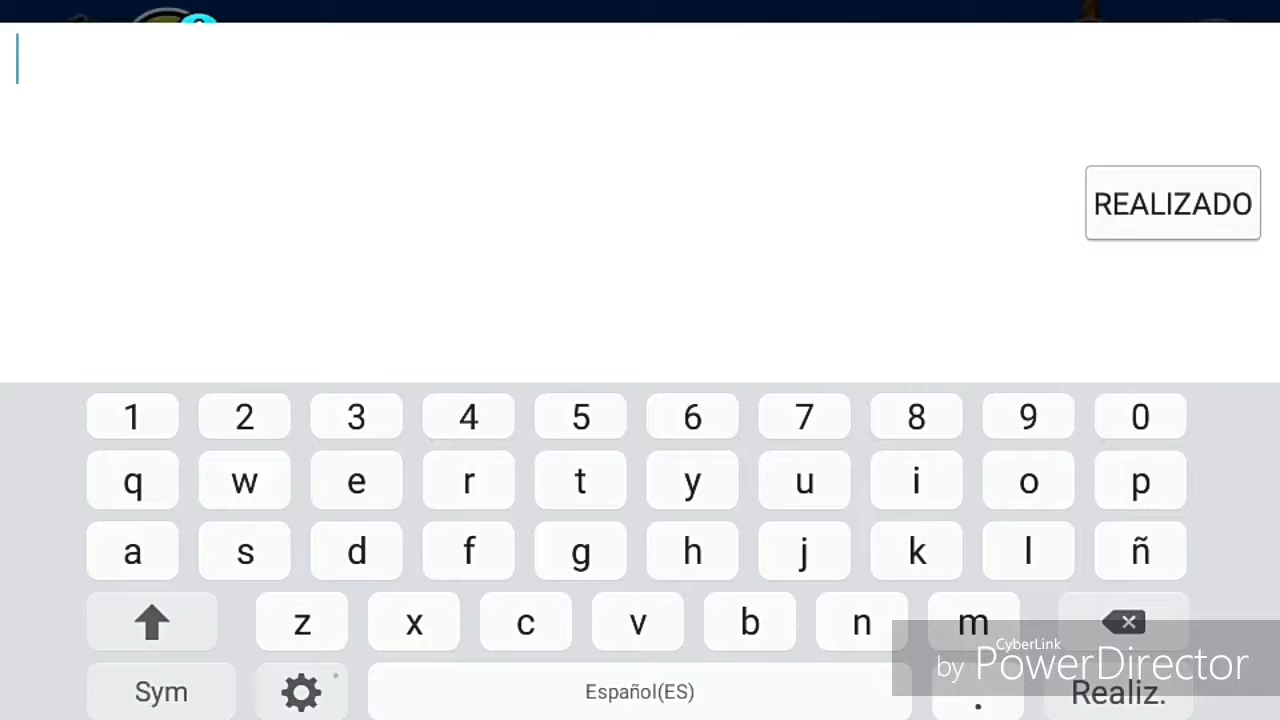 REALIZADO
1 2 3 4 5 6 7 8 9 0
q w e r t y u i o p
a s d f g h j k l ñ
z x c v b n m
CyberLink
by PowerDirector
Sym Español(ES) . Realiz.